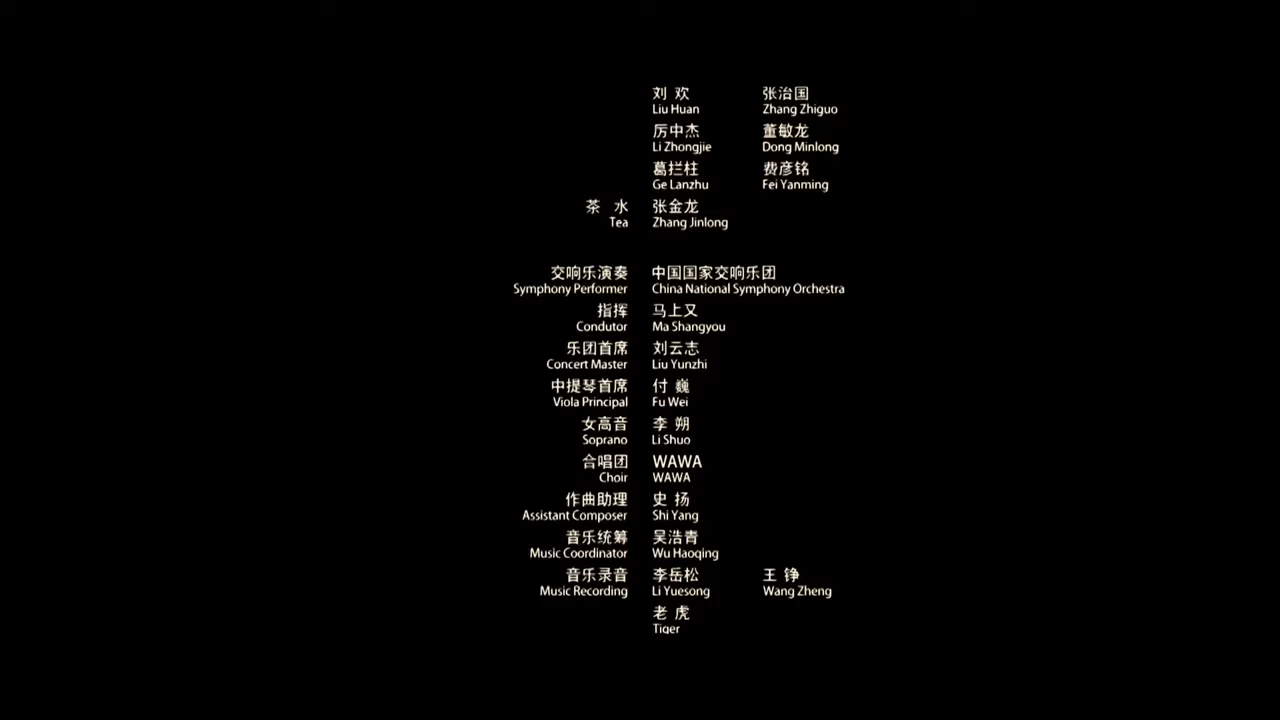 刘 欢 张治国
Liu Huan Zhang Zhiguo
厉中杰 董敏龙
Li Zhongjie Dong Minlong
葛拦柱 费彦铭
Ge Lanzhu Fei Yanming
茶 水 张金龙
Tea Zhang Jinlong
交响乐演奏 中国国家交响乐团
Symphony Performer China National Symphony Orchestra
指挥 马上又
Condutor Ma Shangyou
乐团首席 刘云志
Concert Master Liu Yunzhi
中提琴首席 付 巍
Viola Principal Fu Wei
女高音 李 朔
Soprano Li Shuo
合唱团 WAWA
Choir WAWA
作曲助理 史 扬
Assistant Composer Shi Yang
音乐统筹 吴浩青
Music Coordinator Wu Haoqing
音乐录音 李岳松 王 铮
Music Recording Li Yuesong Wang Zheng
老 虎
Tiger